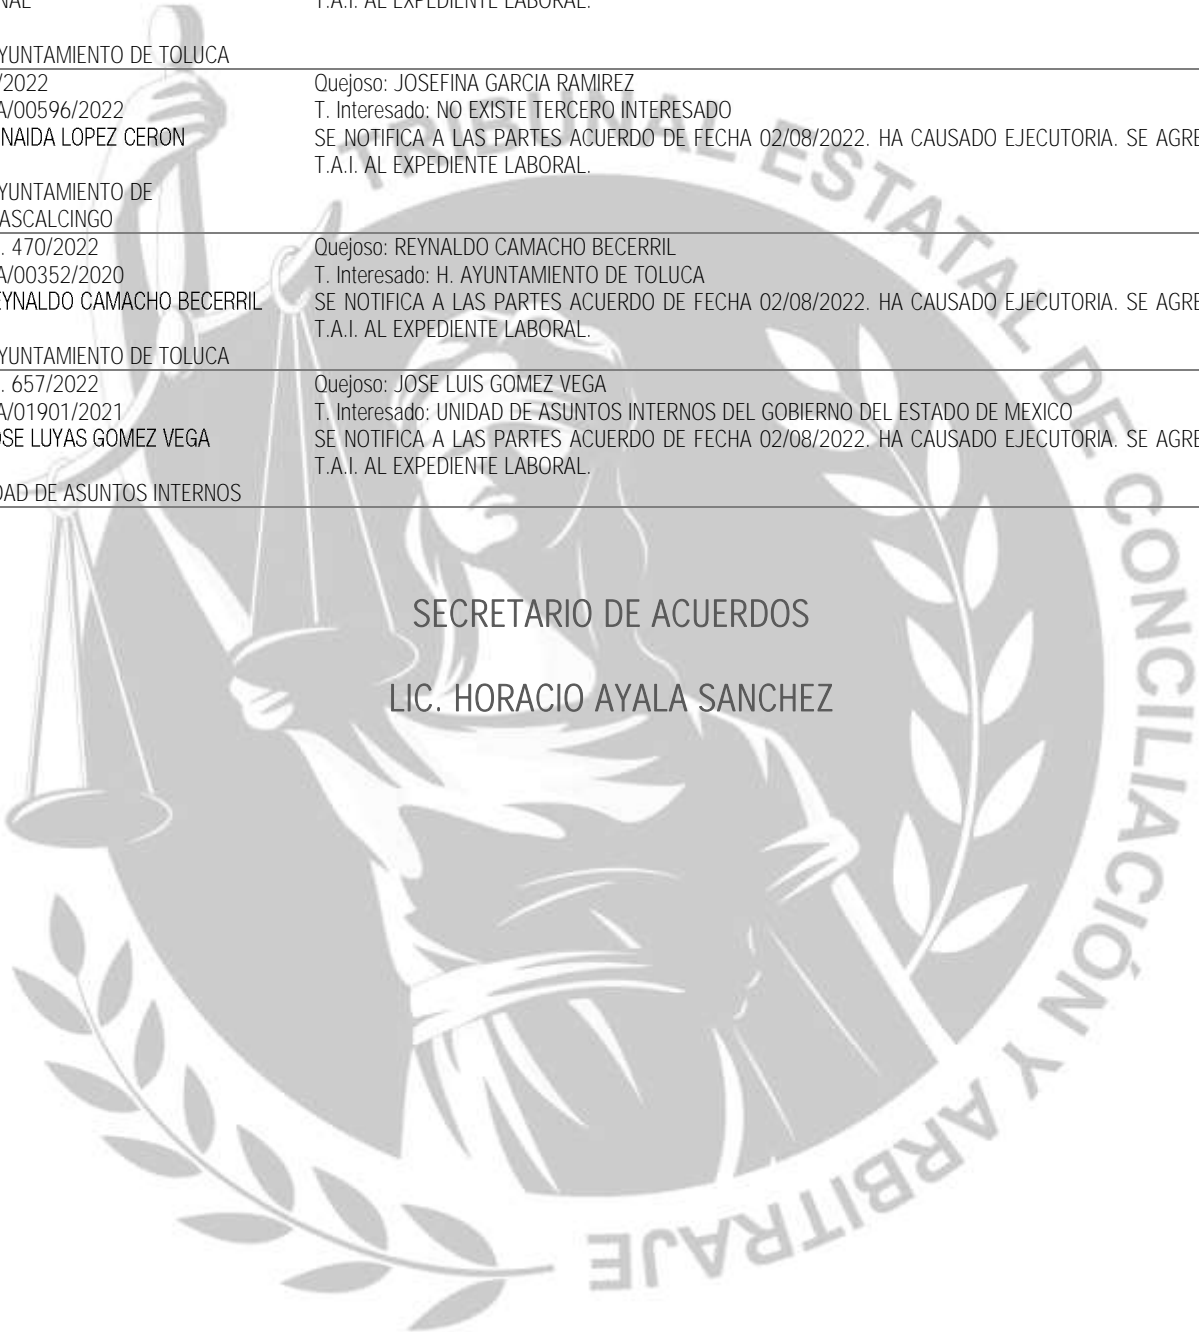 NAL T.A.I. AL EXPEDIENTE LABORAL.
YUNTAMIENTO DE TOLUCA
/2022 Quejoso: JOSEFINA GARCIA RAMIREZ
A/00596/2022 T. Interesado: NO EXISTE TERCERO INTERESADO
NAIDA LOPEZ CERON SE NOTIFICA A LAS PARTES ACUERDO DE FECHA 02/08/2022. HA CAUSADO EJECUTORIA. SE AGRE
T.A.I. AL EXPEDIENTE LABORAL.
YUNTAMIENTO DE
ASCALCINGO
. 470/2022 Quejoso: REYNALDO CAMACHO BECERRIL
A/00352/2020 T. Interesado: H. AYUNTAMIENTO DE TOLUCA
EYNALDO CAMACHO BECERRIL SE NOTIFICA A LAS PARTES ACUERDO DE FECHA 02/08/2022. HA CAUSADO EJECUTORIA. SE AGRE
T.A.I. AL EXPEDIENTE LABORAL.
YUNTAMIENTO DE TOLUCA
. 657/2022 Quejoso: JOSE LUIS GOMEZ VEGA
A/01901/2021 T. Interesado: UNIDAD DE ASUNTOS INTERNOS DEL GOBIERNO DEL ESTADO DE MEXICO
OSE LUYAS GOMEZ VEGA SE NOTIFICA A LAS PARTES ACUERDO DE FECHA 02/08/2022. HA CAUSADO EJECUTORIA. SE AGRE
T.A.I. AL EXPEDIENTE LABORAL.
DAD DE ASUNTOS INTERNOS
SECRETARIO DE ACUERDOS
LIC. HORACIO AYALA SANCHEZ
TRIBUNAL ESTATAL DE CONCILIACIÓN Y ARBITRAJE